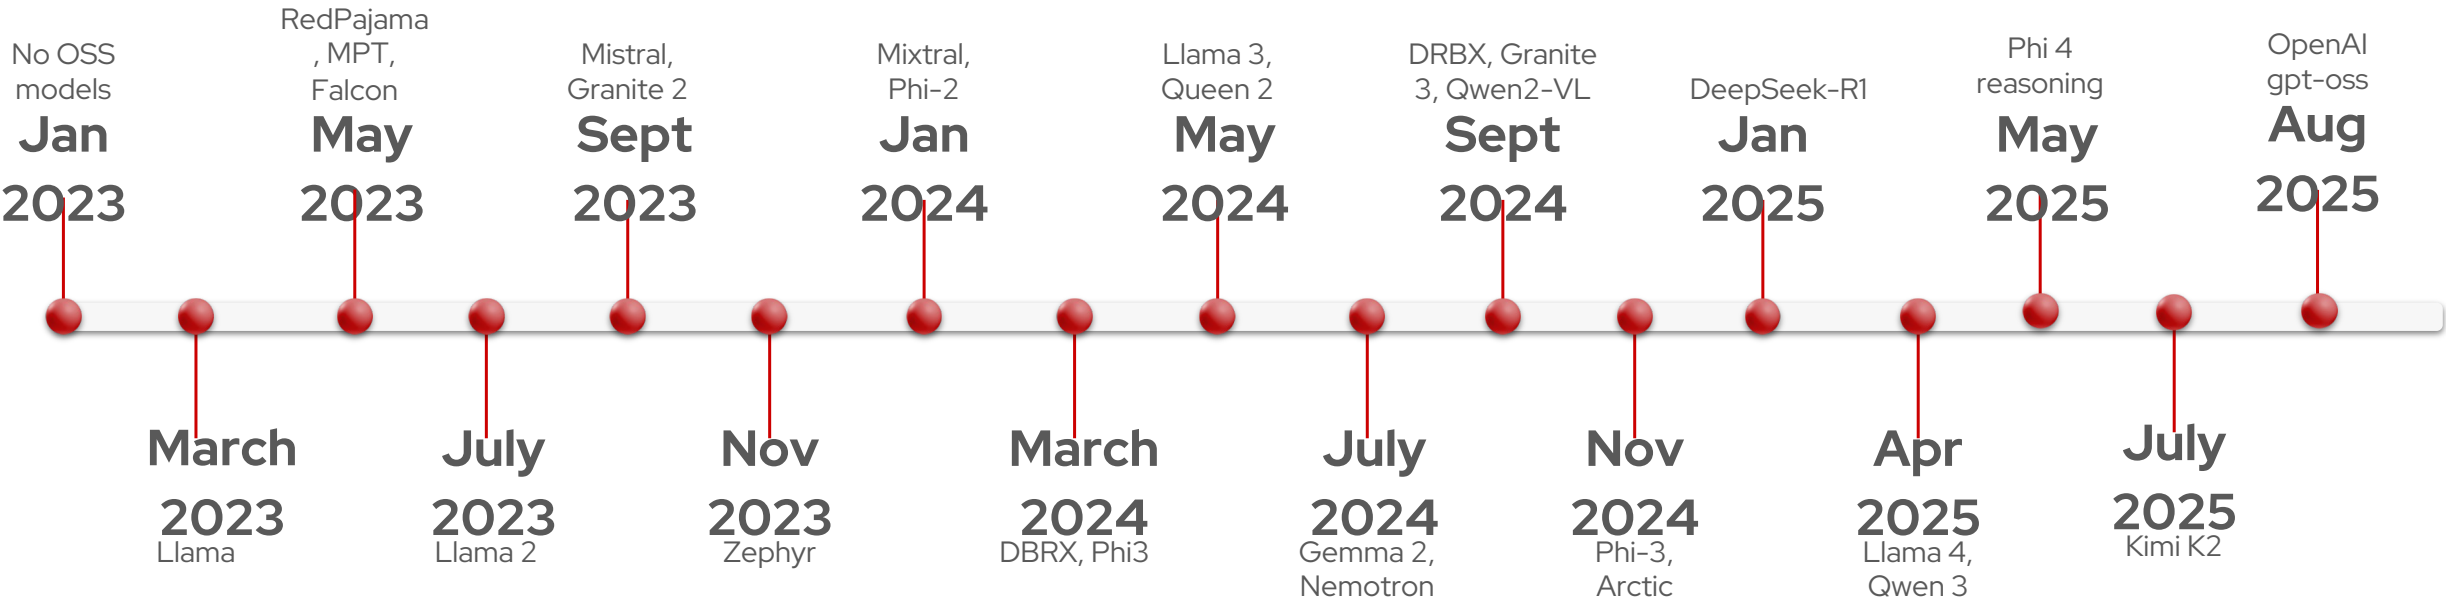 No OSS
models
Jan
2023
RedPajama
, MPT,
Falcon
May
2023
Mistral,
Granite 2
Sept
2023
Mixtral,
Phi-2
Jan
2024
Llama 3,
Queen 2
May
2024
DRBX, Granite
3, Qwen2-VL
Sept
2024
DeepSeek-R1
Jan
2025
Phi 4
reasoning
May
2025
OpenAI
gpt-oss
Aug
2025
March
2023
Llama
July
2023
Llama 2
Nov
2023
Zephyr
March
2024
DBRX, Phi3
July
2024
Gemma 2,
Nemotron
Nov
2024
Phi-3,
Arctic
Apr
2025
Llama 4,
Qwen 3
July
2025
Kimi K2